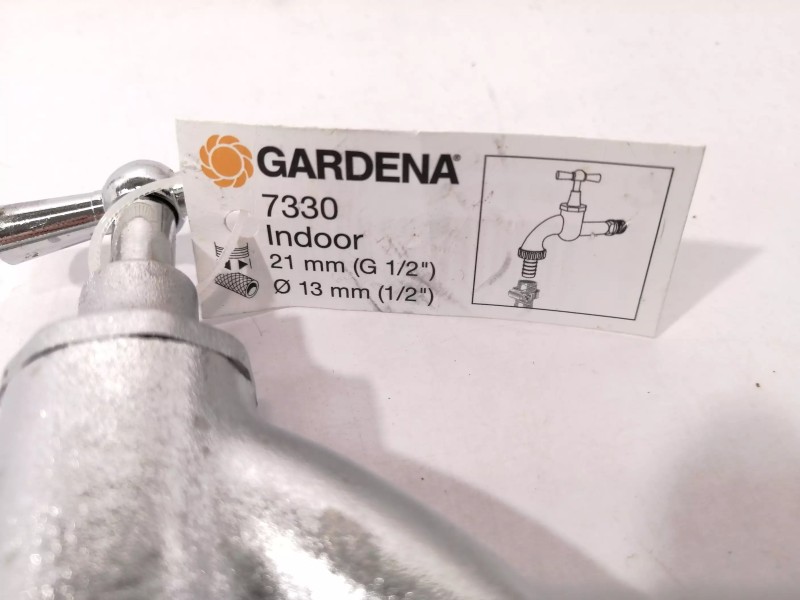 GARDENA®
7330
Indoor
21 mm (G 1/2")
Ø 13 mm (1/2")